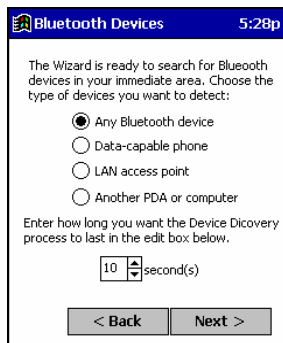 Bluetooth Devices 5:28p
The Wizard is ready to search for Blueooth
devices in your immediate area. Choose the
type of devices you want to detect:
Any Bluetooth device
Data-capable phone
LAN access point
Another PDA or computer
Enter how long you want the Device Dicovery
process to last in the edit box below.
10 second(s)
< Back Next >